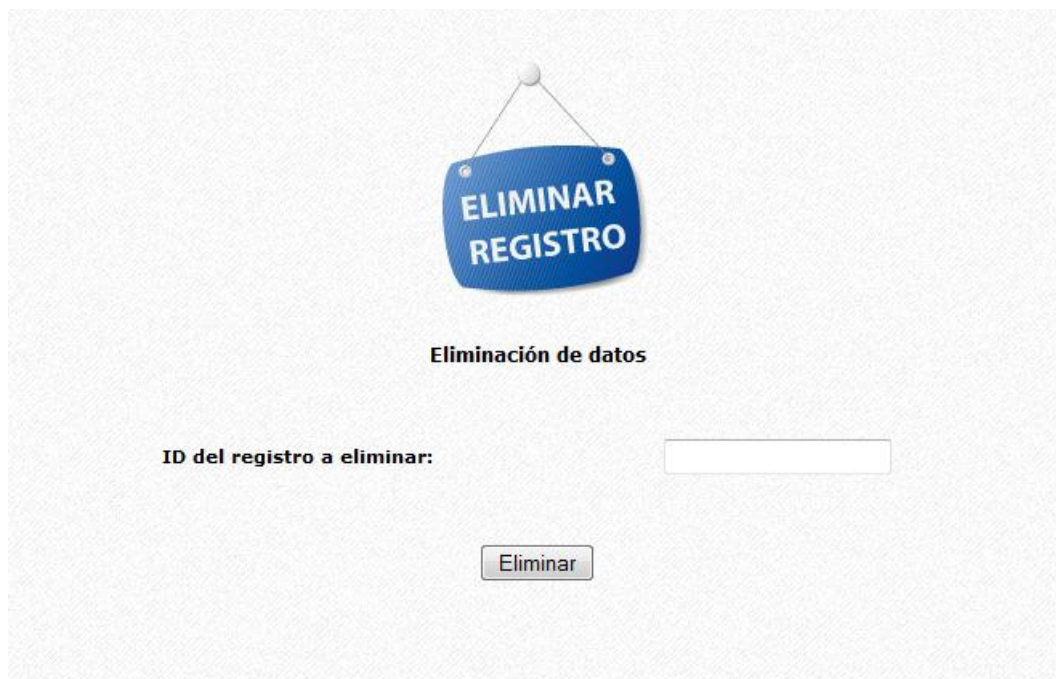 ELIMINAR
REGISTRO
Eliminación de datos
ID del registro a eliminar:
Eliminar